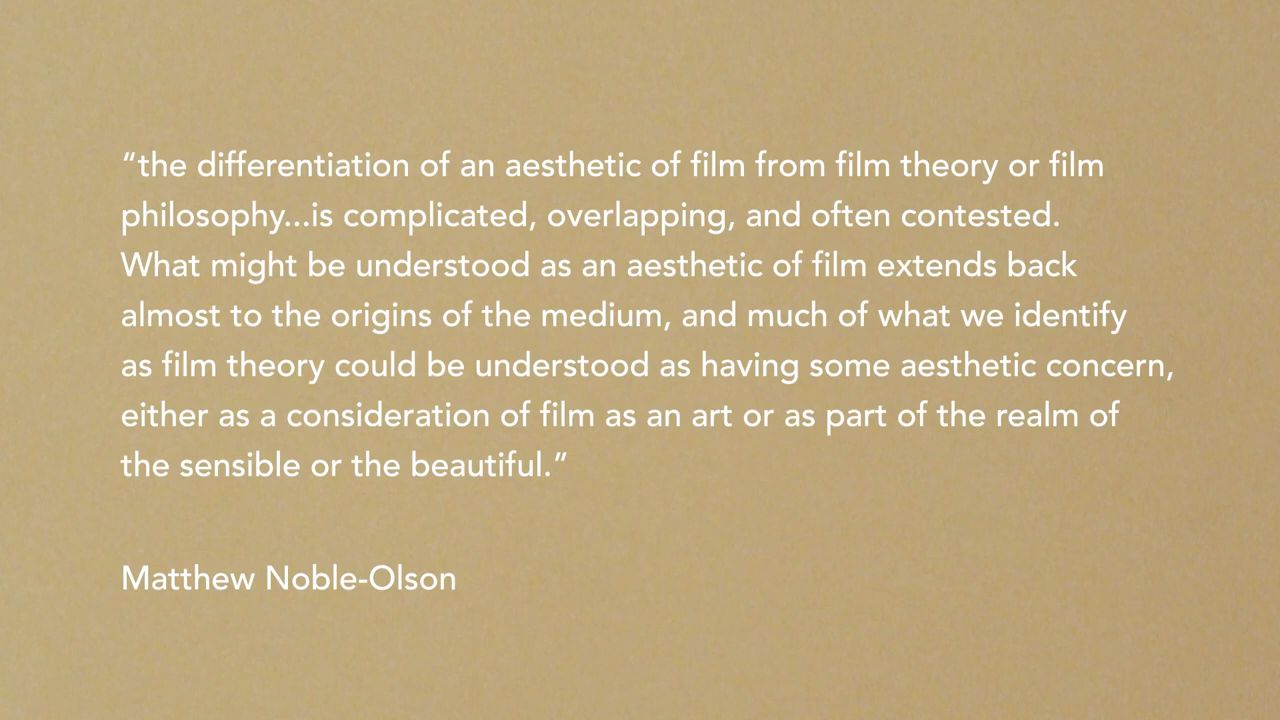 “the differentiation of an aesthetic of film from film theory or film
philosophy...is complicated, overlapping, and often contested.
What might be understood as an aesthetic of film extends back
almost to the origins of the medium, and much of what we identify
as film theory could be understood as having some aesthetic concern,
either as a consideration of film as an art or as part of the realm of
the sensible or the beautiful.”
Matthew Noble-Olson